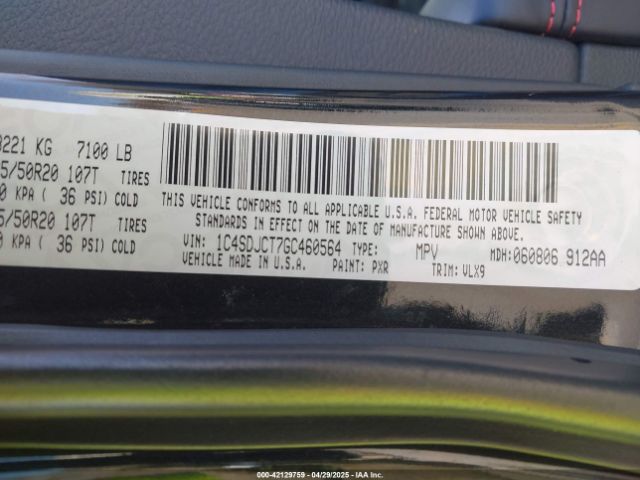 3221 KG 7100 LB
5/50R20 107T TIRES
0 KPA ( 36 PSI) COLD
5/50R20 107T TIRES
0 KPA ( 36 PSI) COLD
THIS VEHICLE CONFORMS TO ALL APPLICABLE U.S.A. FEDERAL MOTOR VEHICLE SAFETY
STANDARDS IN EFFECT ON THE DATE OF MANUFACTURE SHOWN ABOVE.
VIN: 1C4SDJCT7GC460564 TYPE: MPV MDH:060806 912AA
VEHICLE MADE IN U.S.A. PAINT: PXR TRIM: VLX9
000-42129759 04/29/2025 IAA Inc.